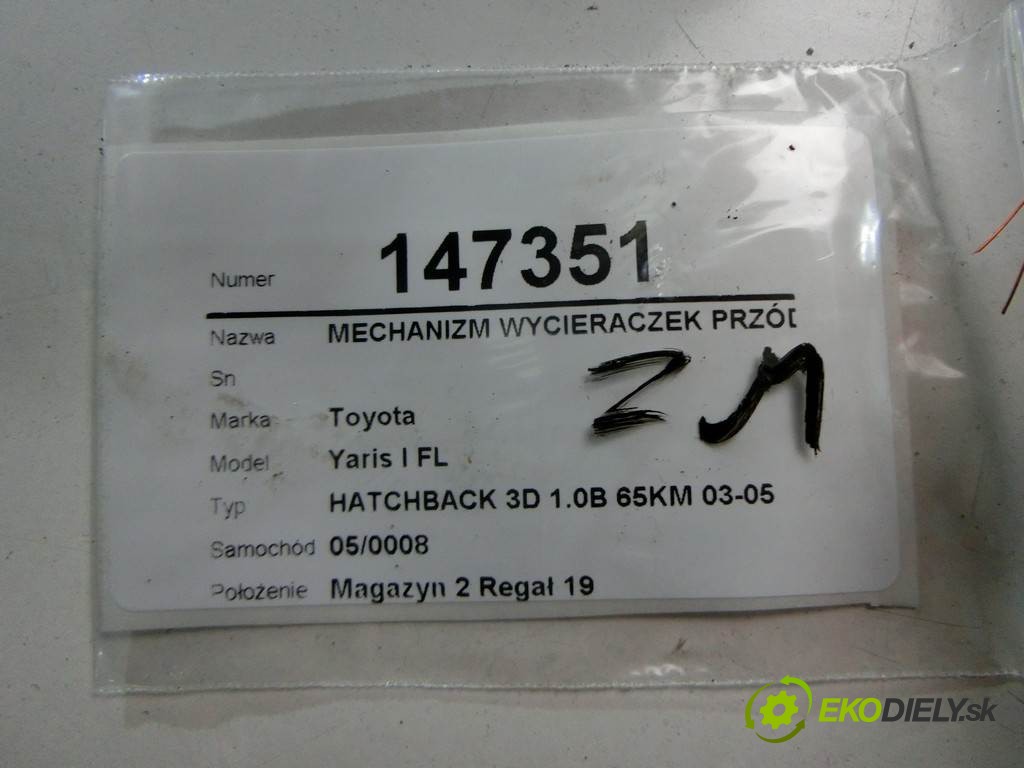 Numer 147351
Nazwa MECHANIZM WYCIERACZEK PRZÓD
Sn
Marka Toyota
Model Yaris I FL
Typ HATCHBACK 3D 1.0B 65KM 03-05
Samochód 05/0008
Położenie Magazyn 2 Regał 19
EKODIELY.sk